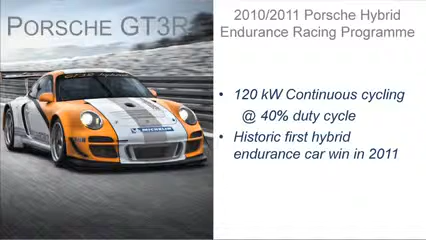 PORSCHE GT3R
2010/2011 Porsche Hybrid
Endurance Racing Programme
• 120 kW Continuous cycling
@ 40% duty cycle
• Historic first hybrid
endurance car win in 2011
MICHELIN